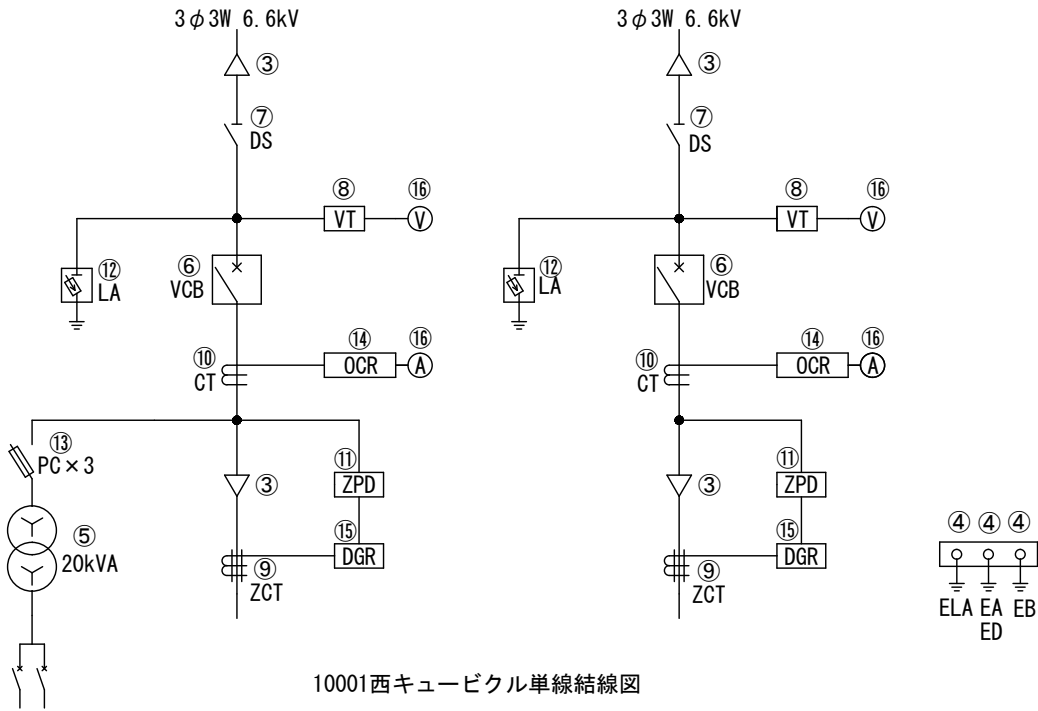 3φ3W 6.6kV
3φ3W 6.6kV
③
③
⑦
DS
⑦
DS
⑧
VT
⑯
V
⑧
VT
⑯
V
⑫
LA
⑥
VCB
⑫
LA
⑥
VCB
⑩
CT
⑭
OCR
⑯
A
⑩
CT
⑭
OCR
⑯
A
⑬
PC×3
③
⑪
ZPD
③
⑪
ZPD
⑤
20kVA
⑮
DGR
⑨
ZCT
⑮
DGR
⑨
ZCT
④ ④ ④
ELA EA EB
ED
10001西キュービクル単線結線図